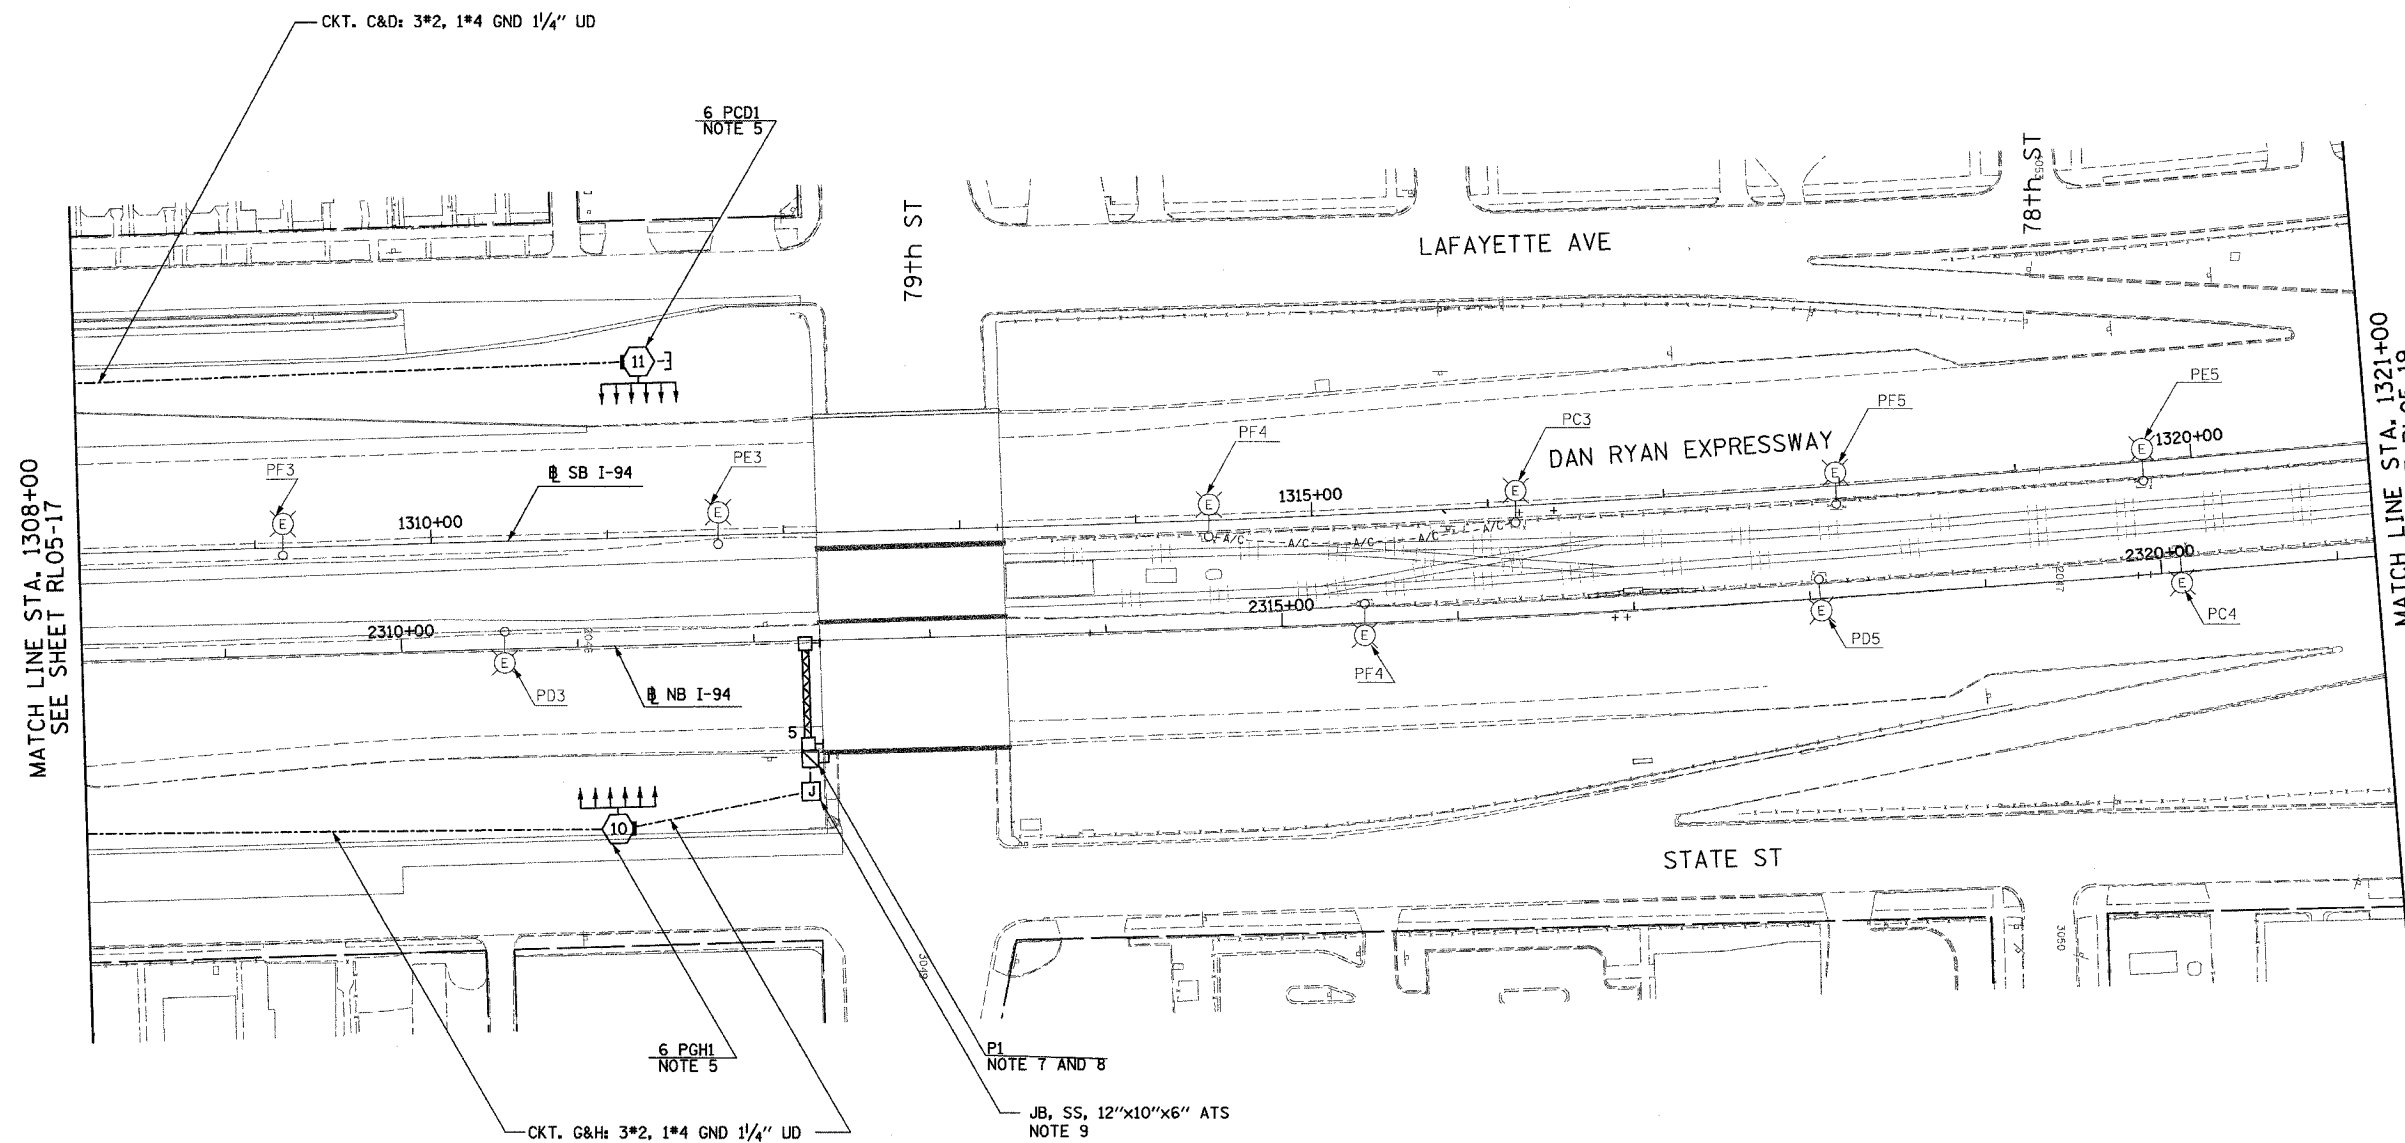 CKT. C&D: 3#2, 1#4 GND 1¼" UD
6 PCD1
NOTE 5
79th ST
78th ST
LAFAYETTE AVE
11
MATCH LINE STA. 1308+00
SEE SHEET RL05-17
MATCH LINE STA. 1321+00
PF3
PE3
SB I-94
1310+00
PF4
PC3
PF5
PE5
DAN RYAN EXPRESSWAY
1315+00
1320+00
E
E
E
E
E
E
A/C
A/C
A/C
A/C
A/C
2310+00
2315+00
2320+00
E
E
E
E
PD3
NB I-94
PF4
PD5
PC4
5
J
10
STATE ST
3049
3050
6 PGH1
NOTE 5
P1
NOTE 7 AND 8
JB, SS, 12"x10"x6" ATS
NOTE 9
CKT. G&H: 3#2, 1#4 GND 1¼" UD